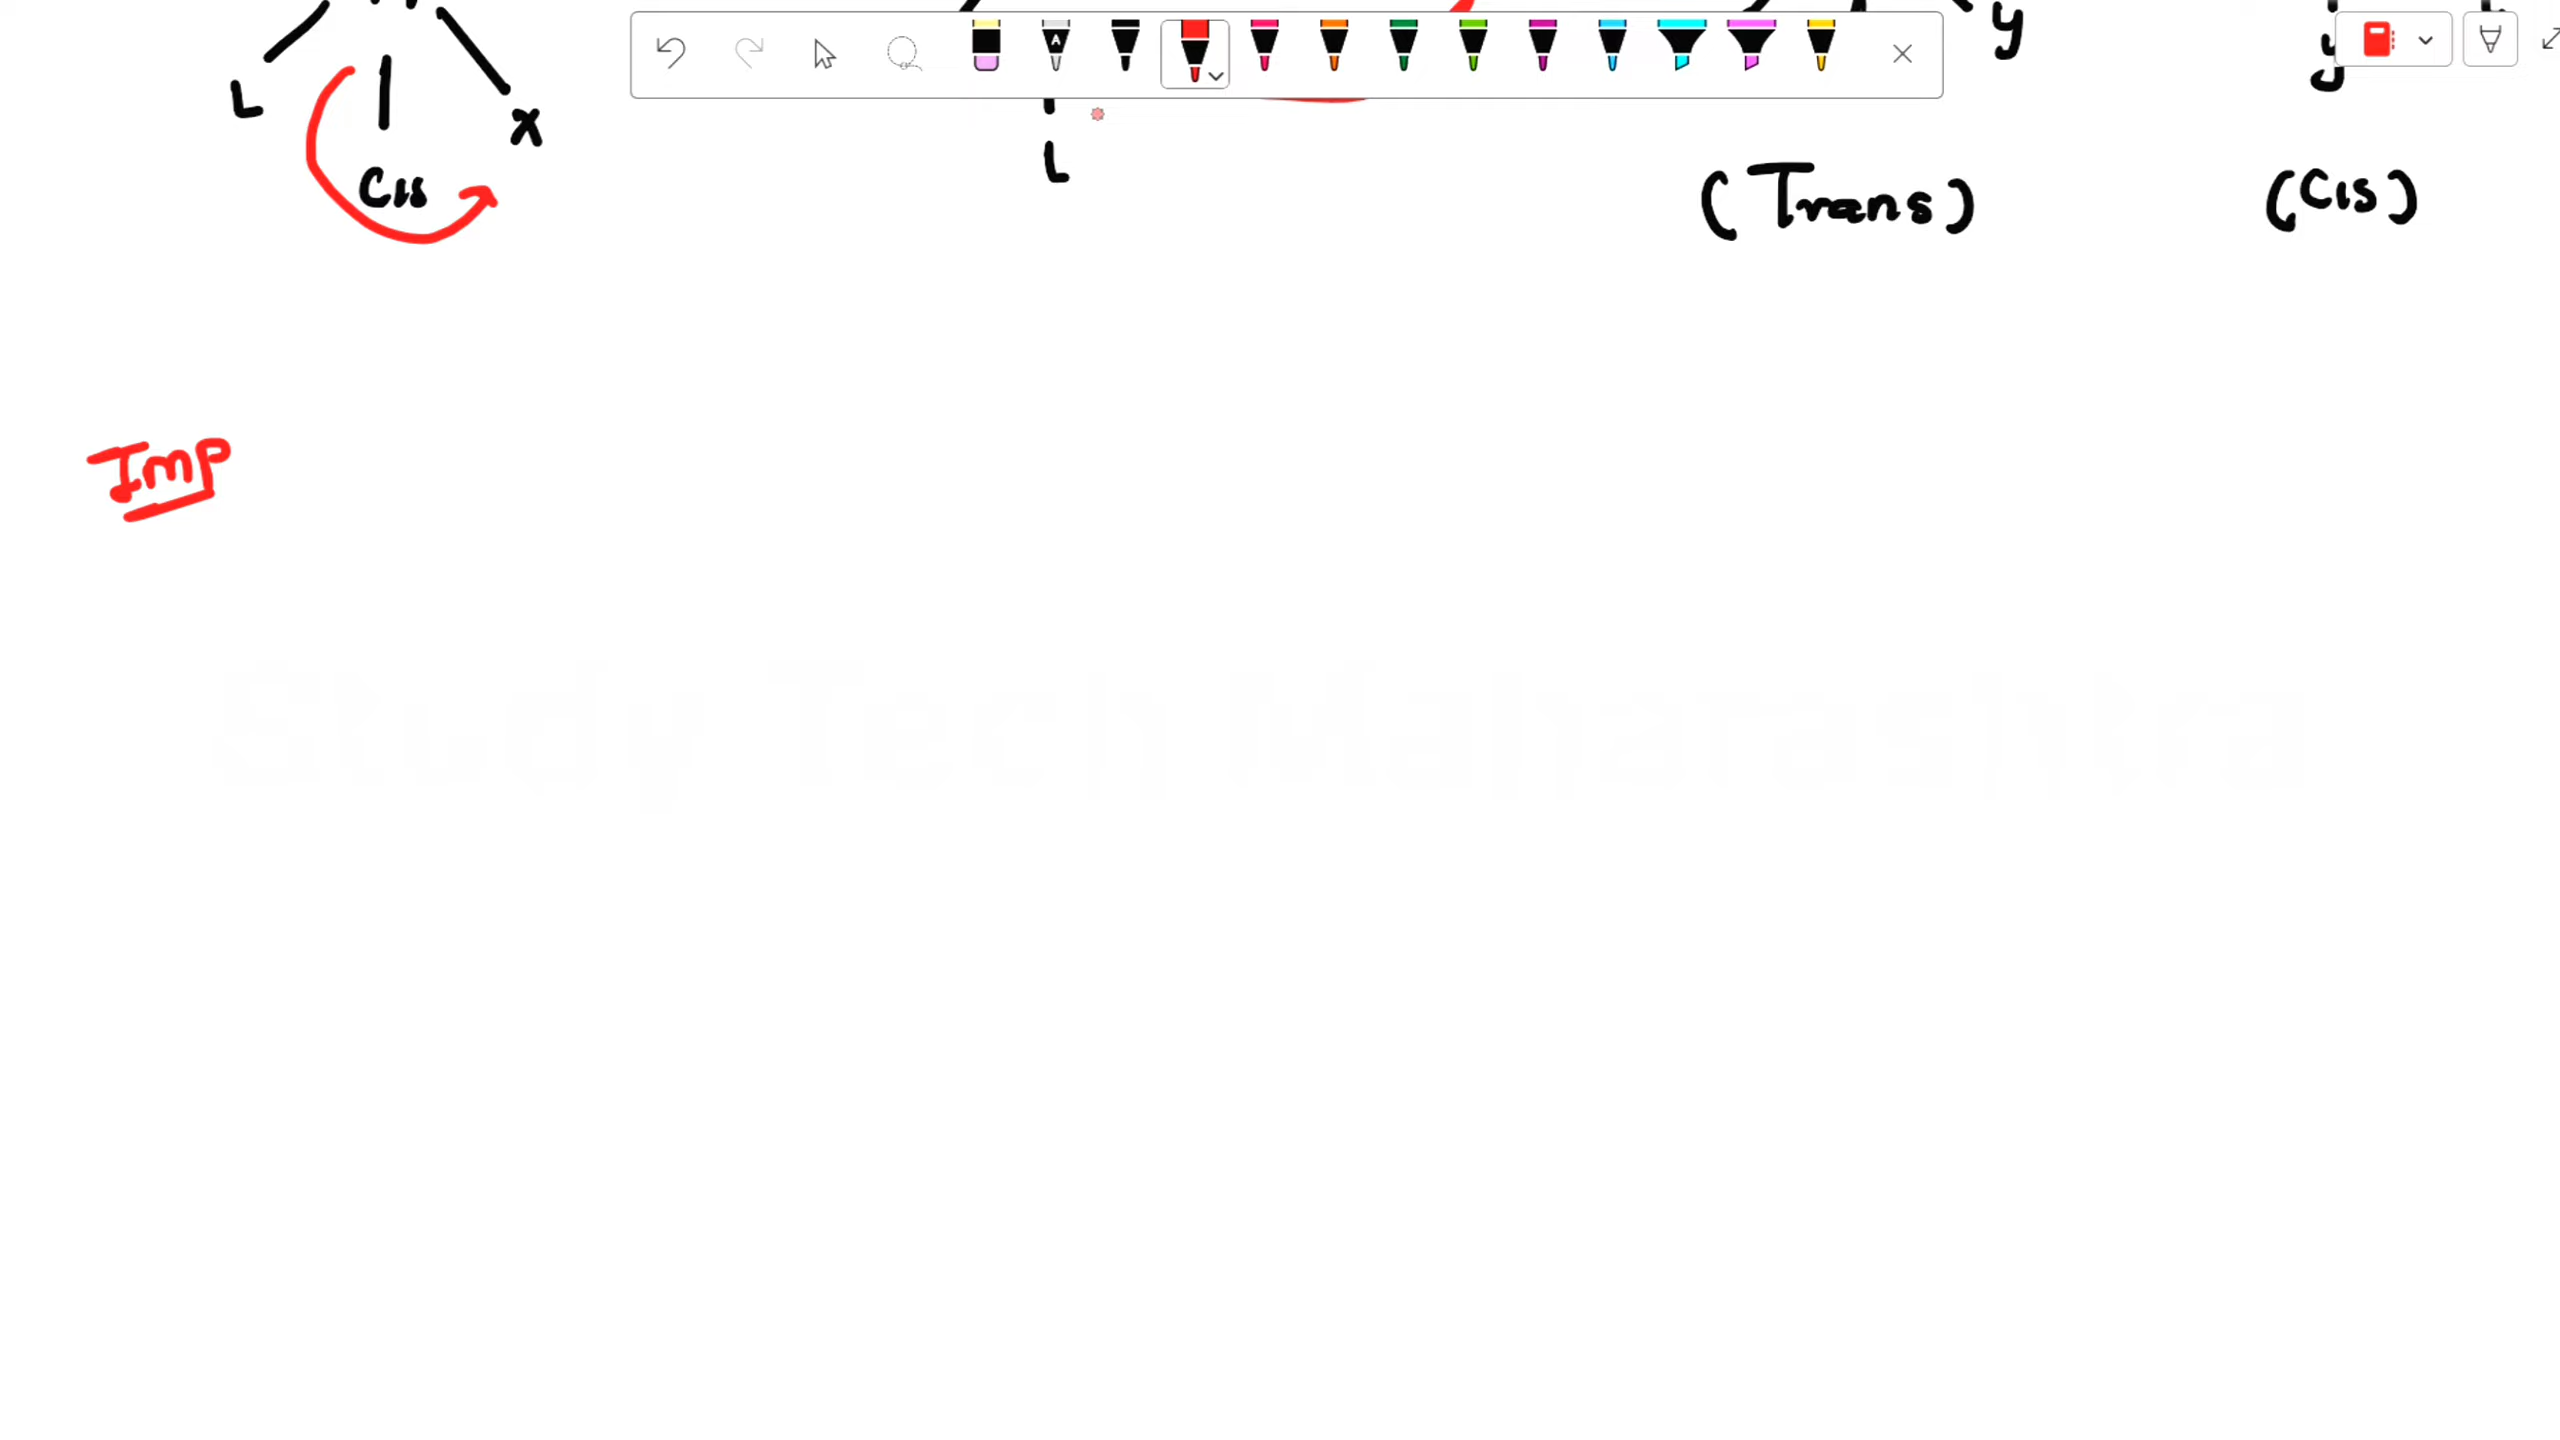 y
L
x
y
L
Cis
(Trans)
(Cis)
Imp
Study Tech Maharashtra